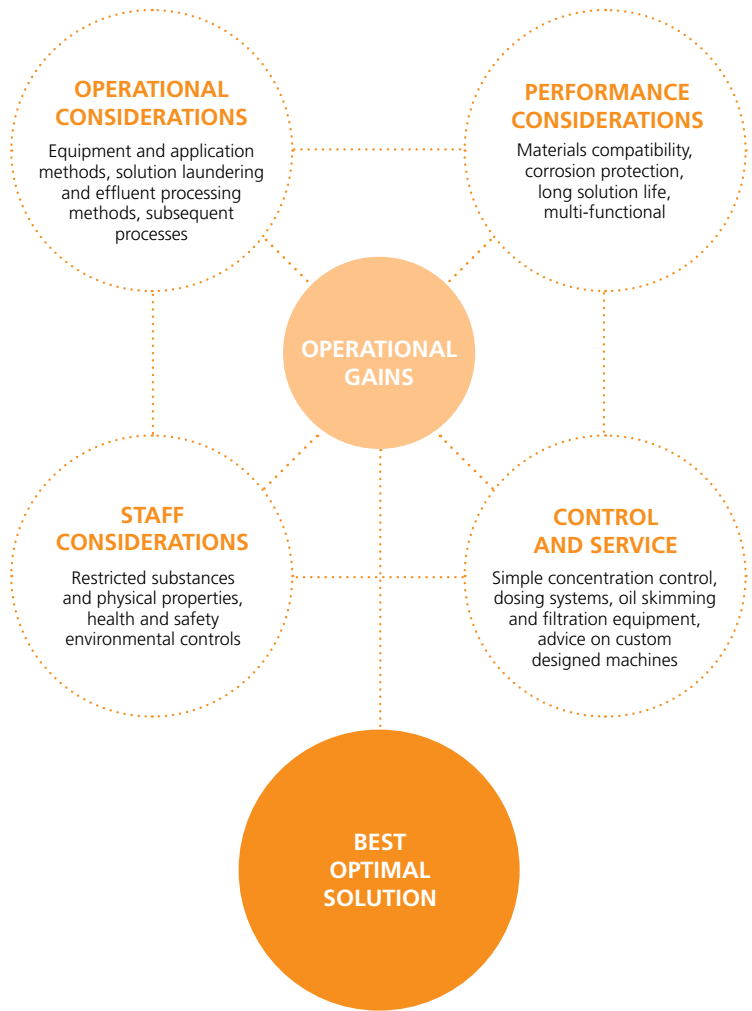 OPERATIONAL
CONSIDERATIONS
Equipment and application
methods, solution laundering
and effluent processing
methods, subsequent
processes
PERFORMANCE
CONSIDERATIONS
Materials compatibility,
corrosion protection,
long solution life,
multi-functional
OPERATIONAL
GAINS
STAFF
CONSIDERATIONS
Restricted substances
and physical properties,
health and safety
environmental controls
CONTROL
AND SERVICE
Simple concentration control,
dosing systems, oil skimming
and filtration equipment,
advice on custom
designed machines
BEST
OPTIMAL
SOLUTION